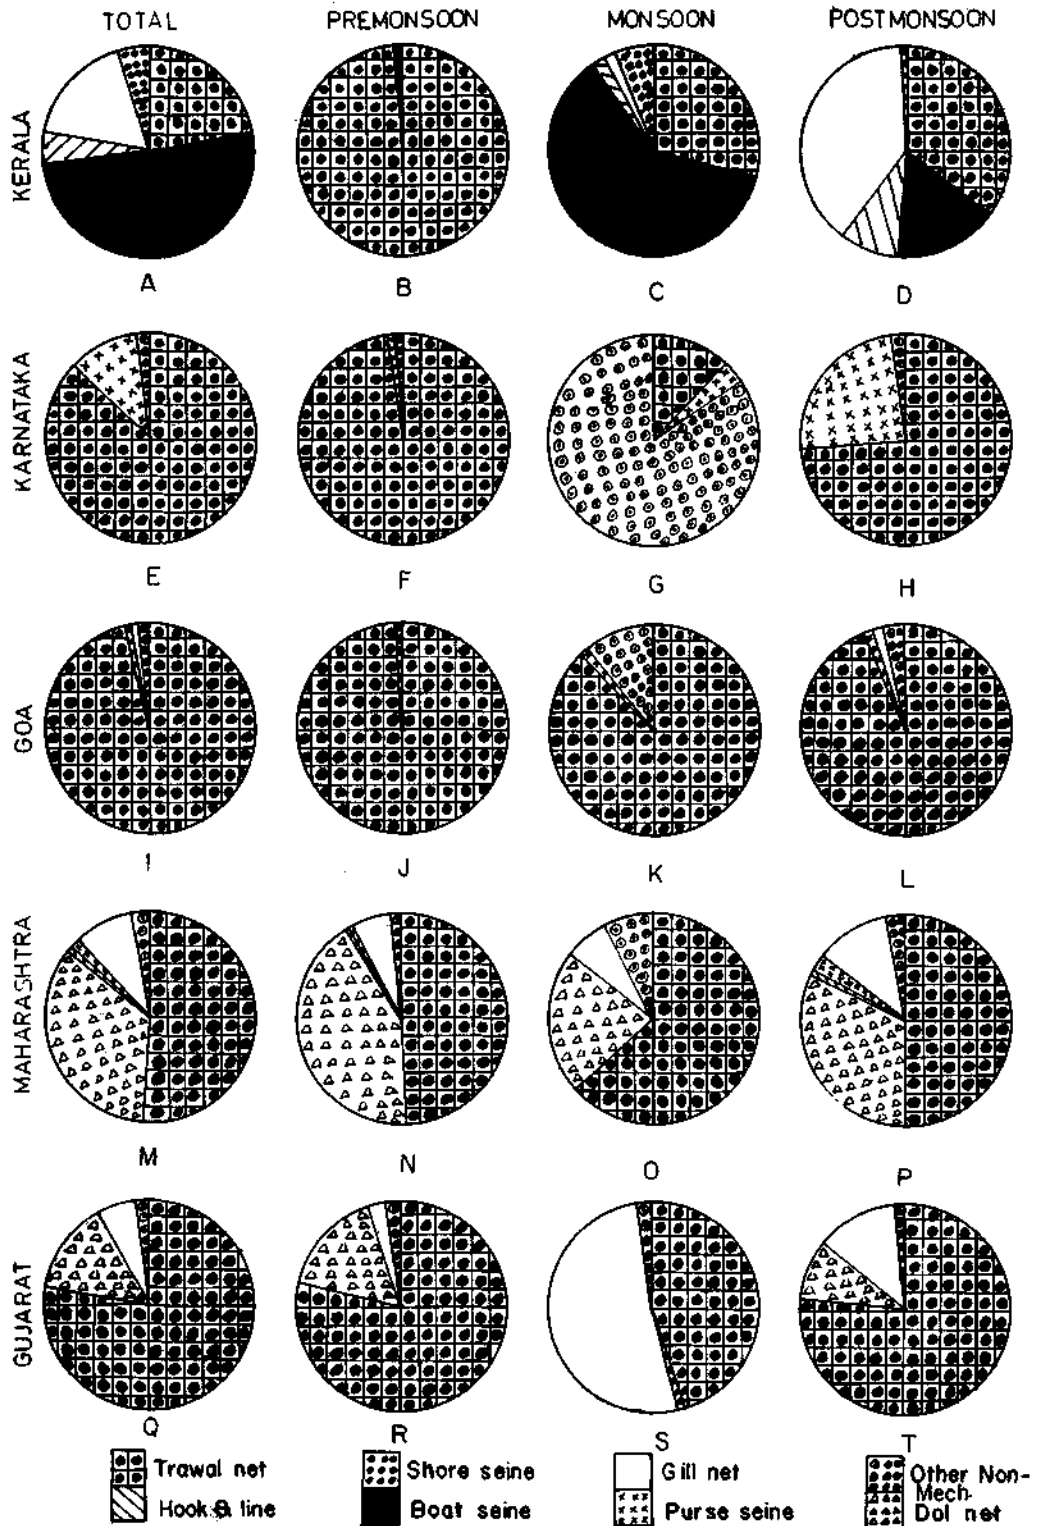 TOTAL PREMONSOON MONSOON POSTMONSOON
KERALA
A B C D
KARNATAKA
E F G H
GOA
I J K L
MAHARASHTRA
M N O P
GUJARAT
Q R S T
Trawal net Shore seine Gill net Other Non-Mech.
Hook & line Boat seine Purse seine Dol net